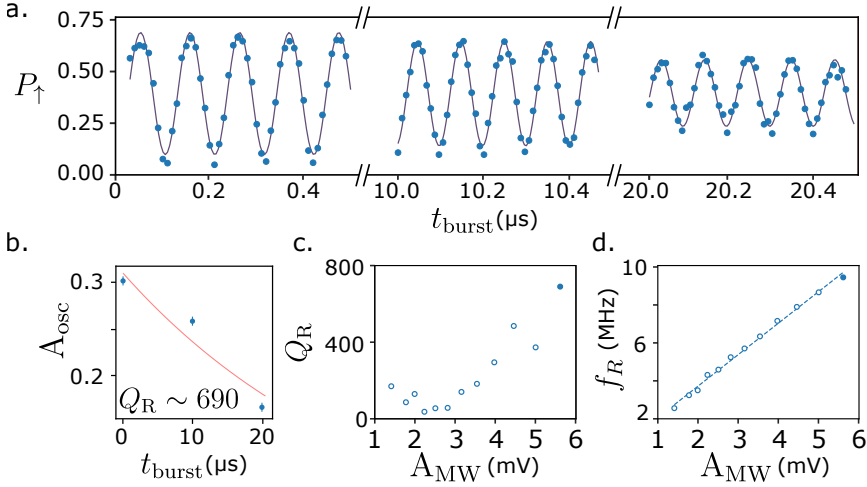 a.
P↑
0.75
0.50
0.25
0.00
0 0.2 0.4 10.0 10.2 10.4 20.0 20.2 20.4
t_burst (μs)
b.
A_osc
0.3
0.2
Q_R ∼ 690
0 10 20
t_burst (μs)
c.
Q_R
800
400
0
1 2 3 4 5 6
A_MW (mV)
d.
f_R (MHz)
10
6
2
1 2 3 4 5 6
A_MW (mV)